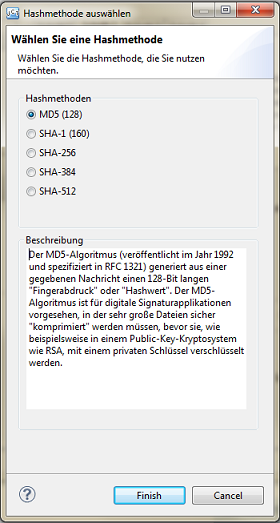 Hashmethode auswählen
Wählen Sie eine Hashmethode
Wählen Sie die Hashmethode, die Sie nutzen
möchten.
Hashmethoden
MD5 (128)
SHA-1 (160)
SHA-256
SHA-384
SHA-512
Beschreibung
Der MD5-Algoritmus (veröffentlicht im Jahr 1992
und spezifiziert in RFC 1321) generiert aus einer
gegebenen Nachricht einen 128-Bit langen
"Fingerabdruck" oder "Hashwert". Der MD5-
Algoritmus ist für digitale Signaturapplikationen
vorgesehen, in der sehr große Dateien sicher
"komprimiert" werden müssen, bevor sie, wie
beispielsweise in einem Public-Key-Kryptosystem
wie RSA, mit einem privaten Schlüssel verschlüsselt
werden.
?
Finish
Cancel